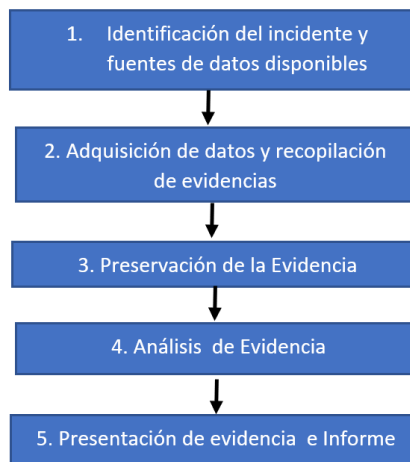 1. Identificación del incidente y
fuentes de datos disponibles
2. Adquisición de datos y recopilación
de evidencias
3. Preservación de la Evidencia
4. Análisis de Evidencia
5. Presentación de evidencia e Informe